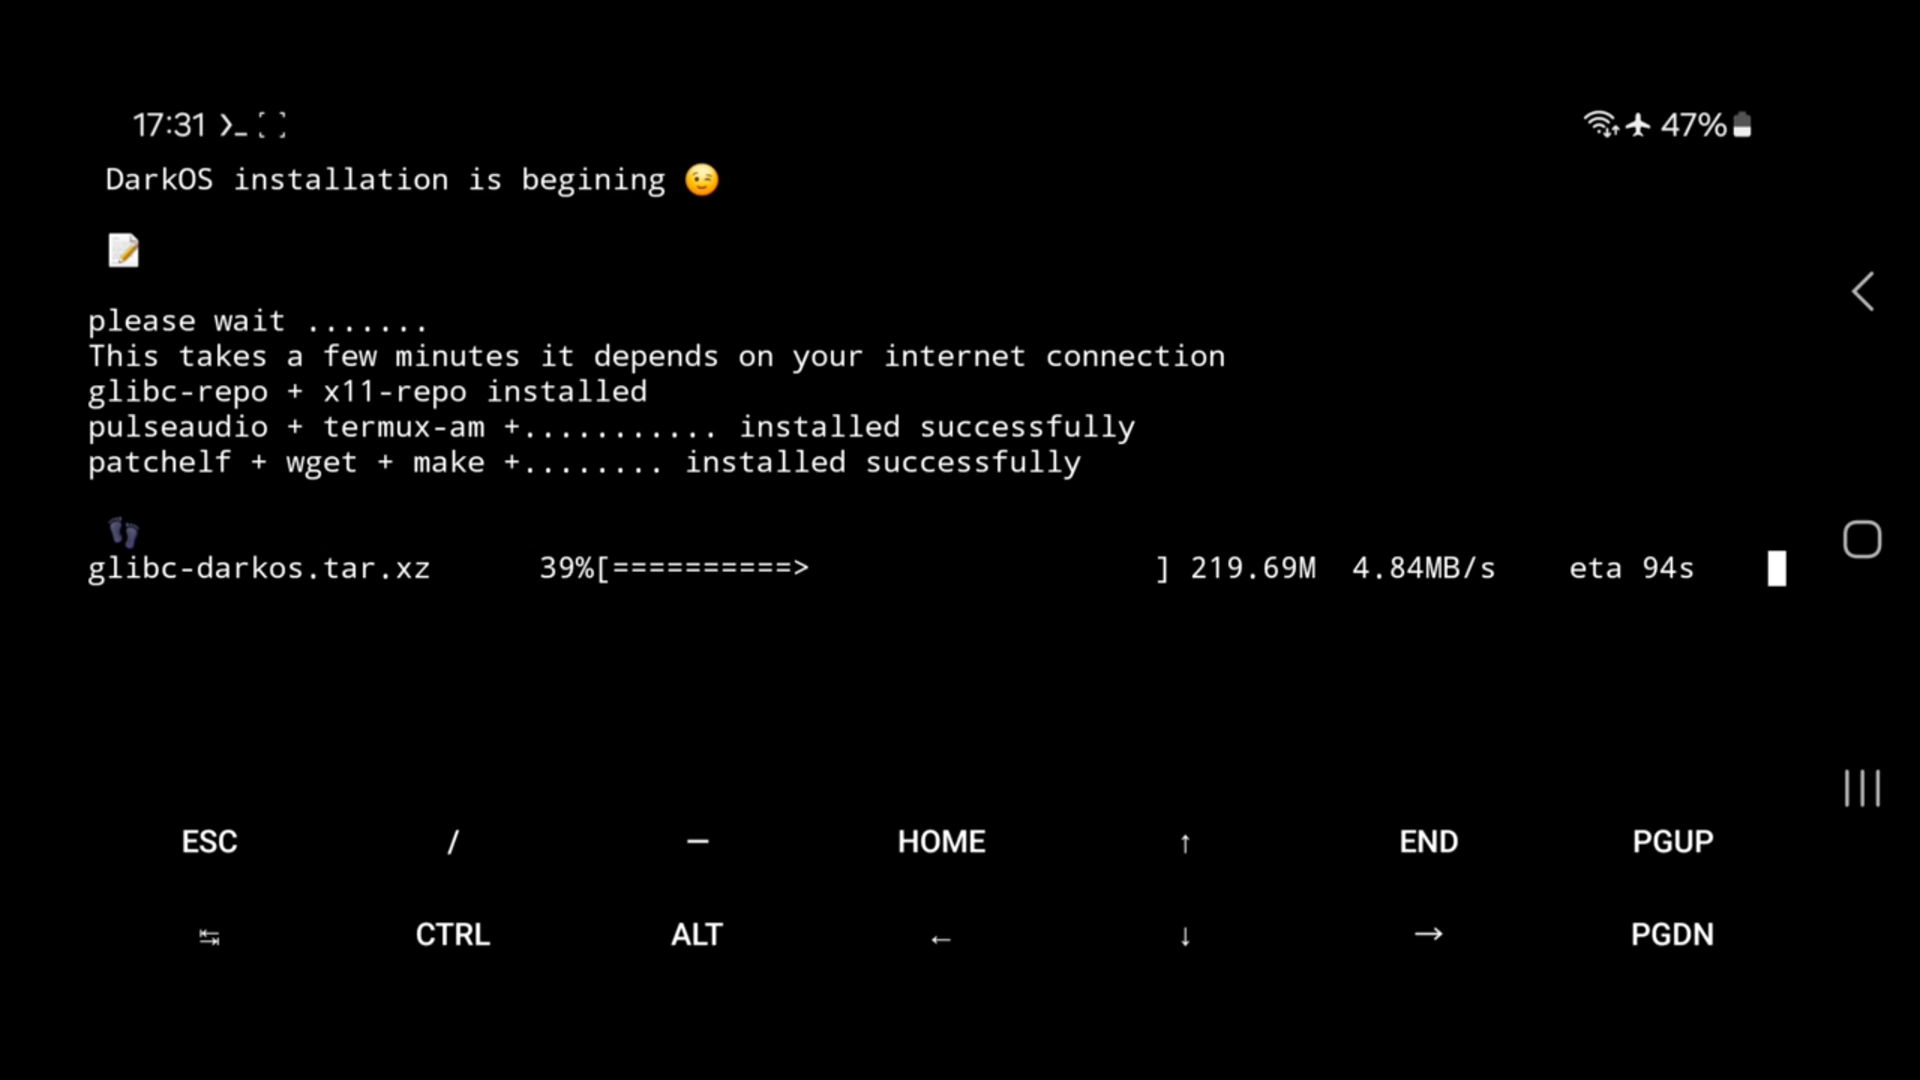 17:31 47%
DarkOS installation is begining 😉
📝
please wait .......
This takes a few minutes it depends on your internet connection
glibc-repo + x11-repo installed
pulseaudio + termux-am +........... installed successfully
patchelf + wget + make +........ installed successfully
👣
glibc-darkos.tar.xz 39%[==========> ] 219.69M 4.84MB/s eta 94s
ESC / — HOME ↑ END PGUP
↹ CTRL ALT ← ↓ → PGDN